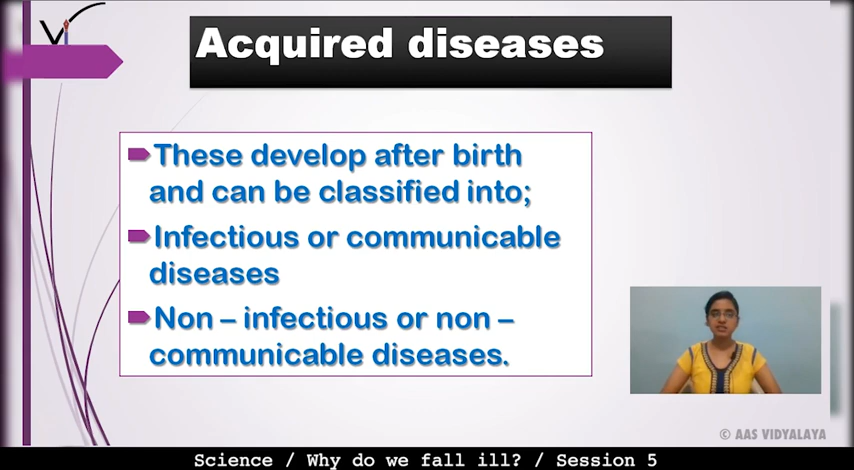 Vi
Acquired diseases
These develop after birth
and can be classified into;
Infectious or communicable
diseases
Non – infectious or non –
communicable diseases.
© AAS VIDYALAYA
Science / Why do we fall ill? / Session 5